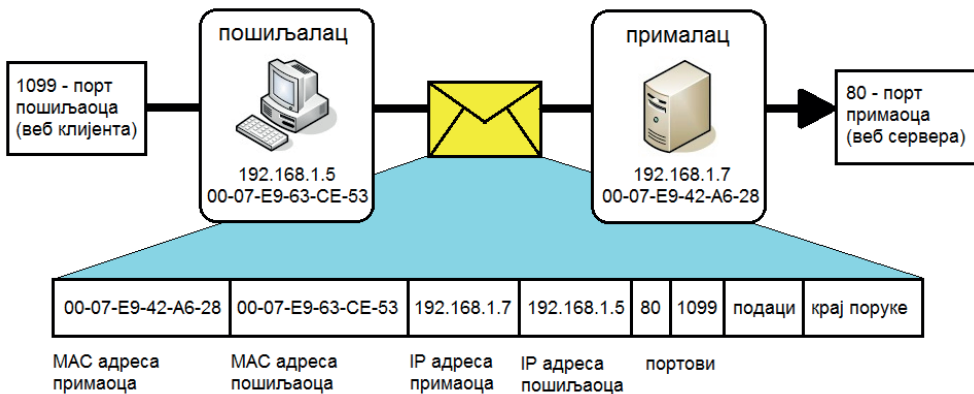 пошиљалац
прималац
1099 - порт
пошиљаоца
(веб клијента)
80 - порт
примаоца
(веб сервера)
192.168.1.5
00-07-E9-63-CE-53
192.168.1.7
00-07-E9-42-A6-28
00-07-E9-42-A6-28 00-07-E9-63-CE-53 192.168.1.7 192.168.1.5 80 1099 подаци крај поруке
МАС адреса
примаоца
МАС адреса
пошиљаоца
IP адреса
примаоца
IP адреса
пошиљаоца
портови